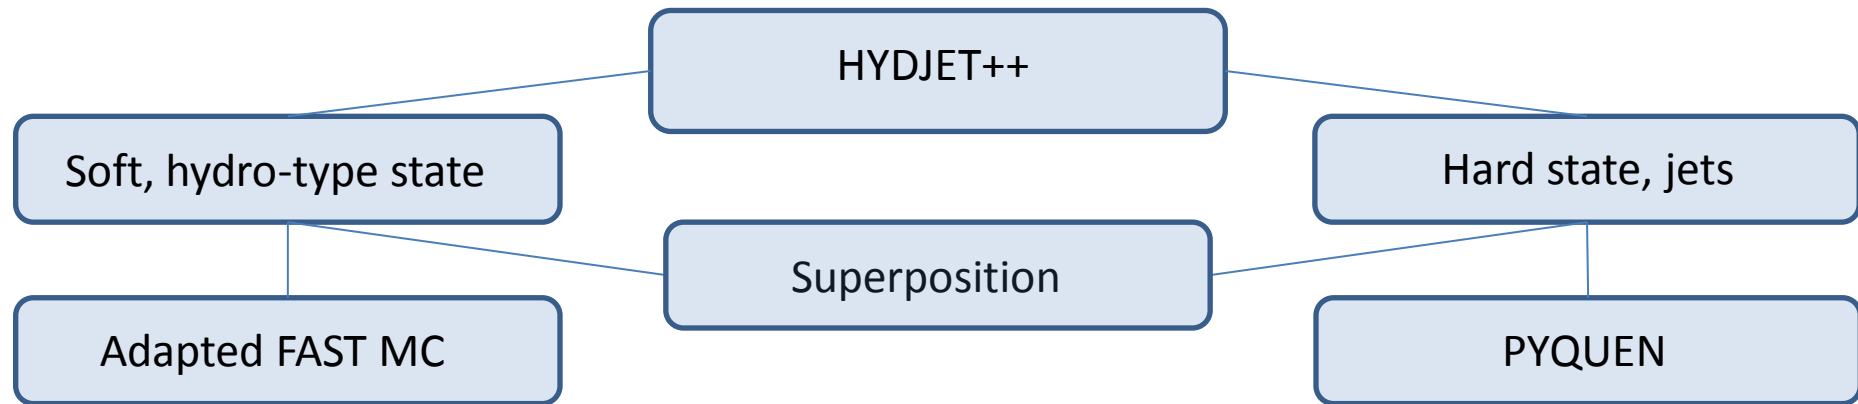 HYDJET++
Soft, hydro-type state
Hard state, jets
Superposition
Adapted FAST MC
PYQUEN